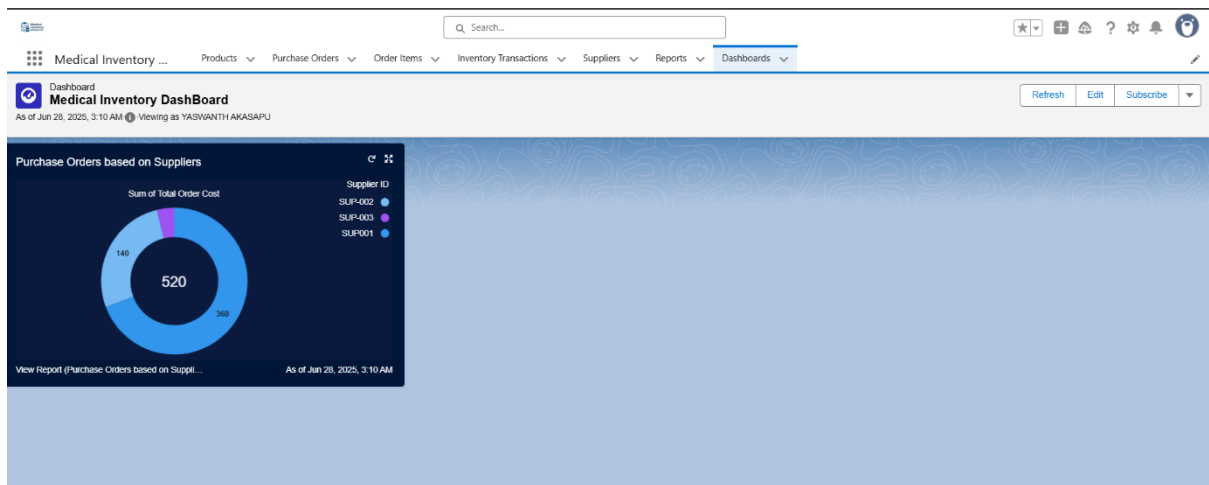 Search...
Medical Inventory ... Products Purchase Orders Order Items Inventory Transactions Suppliers Reports Dashboards
Dashboard
Medical Inventory DashBoard
As of Jun 28, 2025, 3:10 AM Viewing as YASWANTH AKASAPU
Refresh Edit Subscribe
Purchase Orders based on Suppliers
Sum of Total Order Cost
Supplier ID
SUP-002
SUP-003
SUP001
140
520
360
View Report (Purchase Orders based on Suppli... As of Jun 28, 2025, 3:10 AM